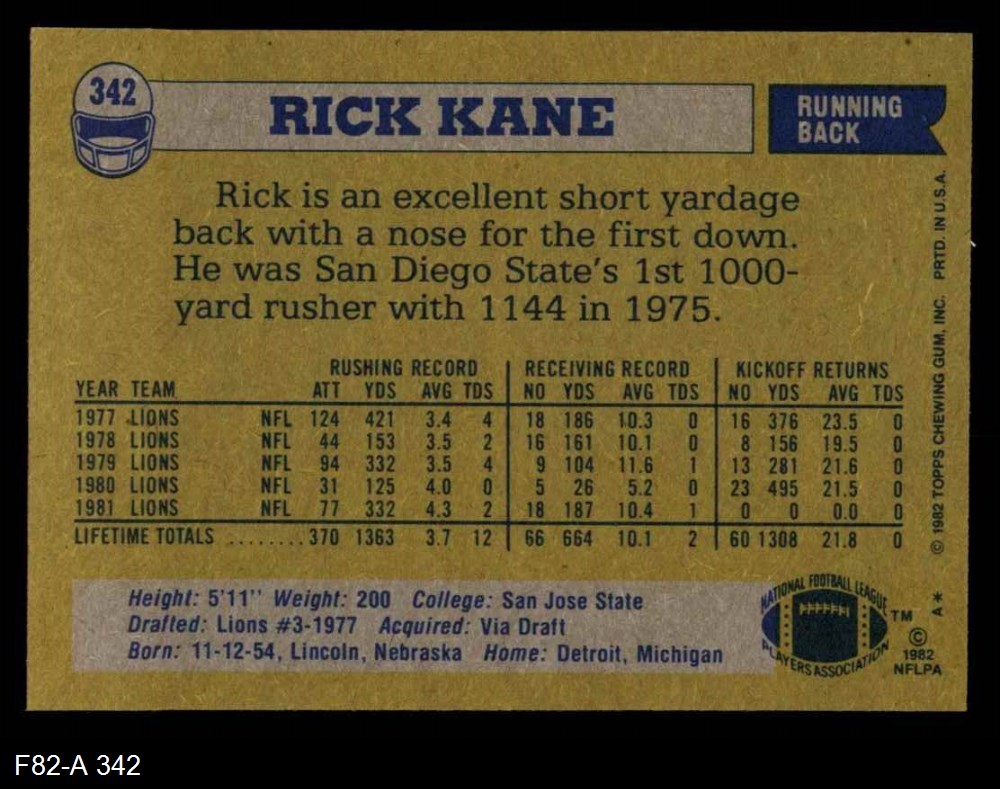 342
RICK KANE
RUNNING
BACK
Rick is an excellent short yardage
back with a nose for the first down.
He was San Diego State's 1st 1000-
yard rusher with 1144 in 1975.
RUSHING RECORD RECEIVING RECORD KICKOFF RETURNS
YEAR TEAM ATT YDS AVG TDS NO YDS AVG TDS NO YDS AVG TDS
1977 LIONS NFL 124 421 3.4 4 18 186 10.3 0 16 376 23.5 0
1978 LIONS NFL 44 153 3.5 2 16 161 10.1 0 8 156 19.5 0
1979 LIONS NFL 94 332 3.5 4 9 104 11.6 1 13 281 21.6 0
1980 LIONS NFL 31 125 4.0 0 5 26 5.2 0 23 495 21.5 0
1981 LIONS NFL 77 332 4.3 2 18 187 10.4 1 0 0 0.0 0
LIFETIME TOTALS ........ 370 1363 3.7 12 66 664 10.1 2 60 1308 21.8 0
Height: 5'11" Weight: 200 College: San Jose State
Drafted: Lions #3-1977 Acquired: Via Draft
Born: 11-12-54, Lincoln, Nebraska Home: Detroit, Michigan
NATIONAL FOOTBALL LEAGUE
PLAYERS ASSOCIATION
TM
©
1982
NFLPA
A*
© 1982 TOPPS CHEWING GUM, INC. PRTD. IN U.S.A.
F82-A 342